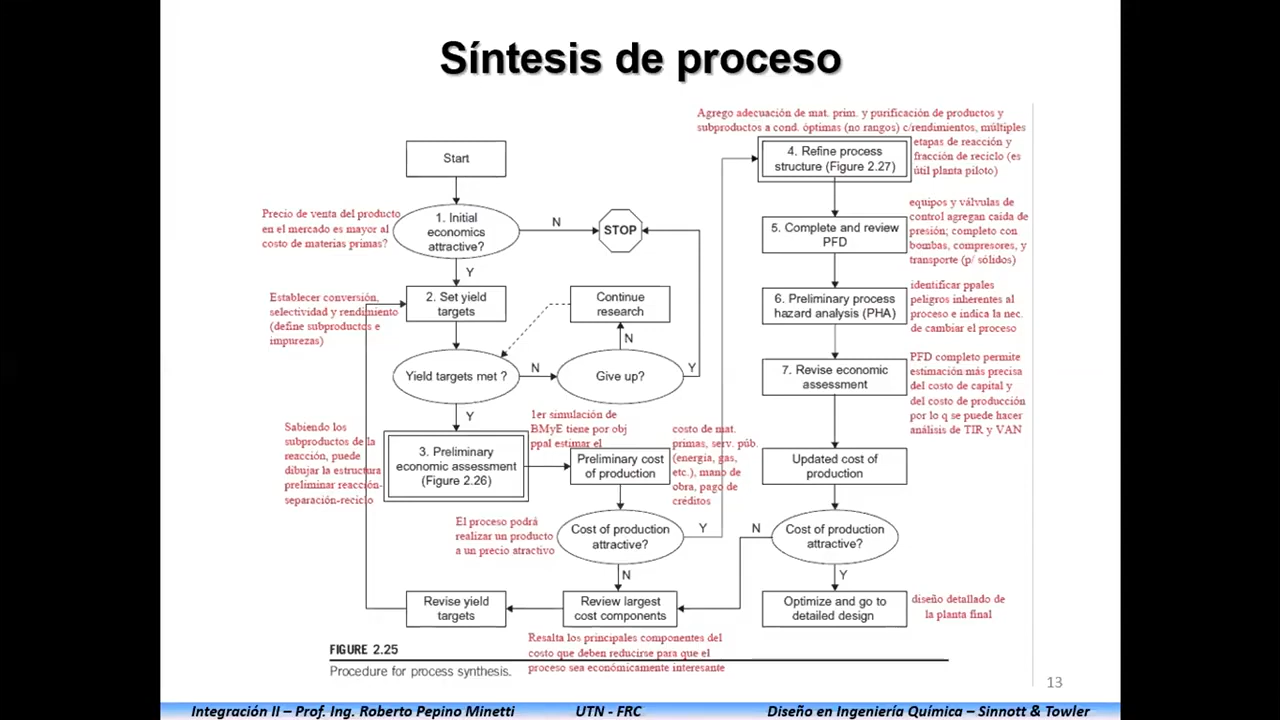 Síntesis de proceso
Start
Precio de venta del producto
en el mercado es mayor al
costo de materias primas?
1. Initial
economics
attractive?
N
STOP
Y
Establecer conversión,
selectividad y rendimiento
(define subproductos e
impurezas)
2. Set yield
targets
Continue
research
N
Yield targets met ?
N
Give up?
Y
Y
Sabiendo los
subproductos de la
reacción, puede
dibujar la estructura
preliminar reacción-
separación-reciclo
3. Preliminary
economic assessment
(Figure 2.26)
1er simulación de
BMyE tiene por obj
ppal estimar el
Preliminary cost
of production
costo de mat.
primas, serv. púb.
(energía, gas,
etc.), mano de
obra, pago de
créditos
El proceso podrá
realizar un producto
a un precio atractivo
Cost of production
attractive?
Y
N
Revise yield
targets
Review largest
cost components
Resalta los principales componentes del
costo que deben reducirse para que el
proceso sea económicamente interesante
Agrego adecuación de mat. prim. y purificación de productos y
subproductos a cond. óptimas (no rangos) c/rendimientos, múltiples
etapas de reacción y
fracción de reciclo (es
útil planta piloto)
4. Refine process
structure (Figure 2.27)
5. Complete and review
PFD
equipos y válvulas de
control agregan caída de
presión; completo con
bombas, compresores, y
transporte (p/ sólidos)
6. Preliminary process
hazard analysis (PHA)
identificar ppales
peligros inherentes al
proceso e indica la nec.
de cambiar el proceso
7. Revise economic
assessment
PFD completo permite
estimación más precisa
del costo de capital y
del costo de producción
por lo q se puede hacer
análisis de TIR y VAN
Updated cost of
production
N
Cost of production
attractive?
Y
Optimize and go to
detailed design
diseño detallado de
la planta final
FIGURE 2.25
Procedure for process synthesis.
13
Integración II – Prof. Ing. Roberto Pepino Minetti
UTN - FRC
Diseño en Ingeniería Química – Sinnott & Towler